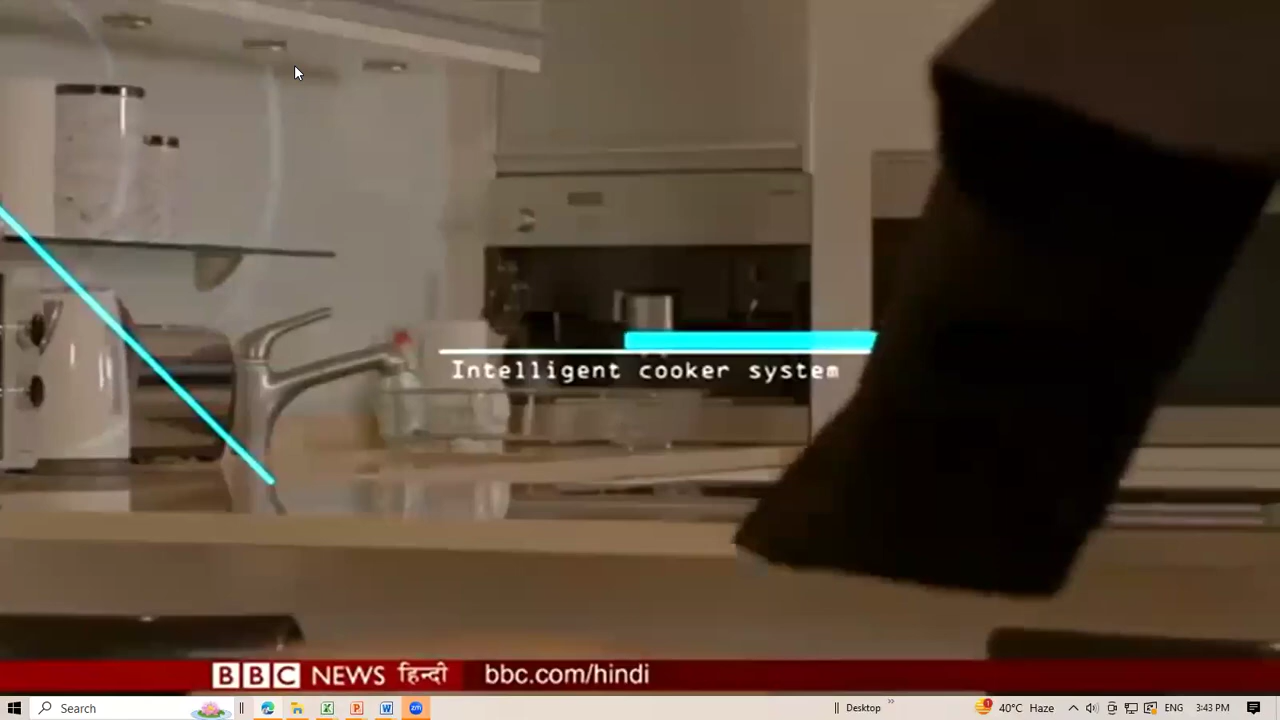 Intelligent cooker system
BBC NEWS हिन्दी bbc.com/hindi
Search
Desktop
40°C Haze
ENG
3:43 PM